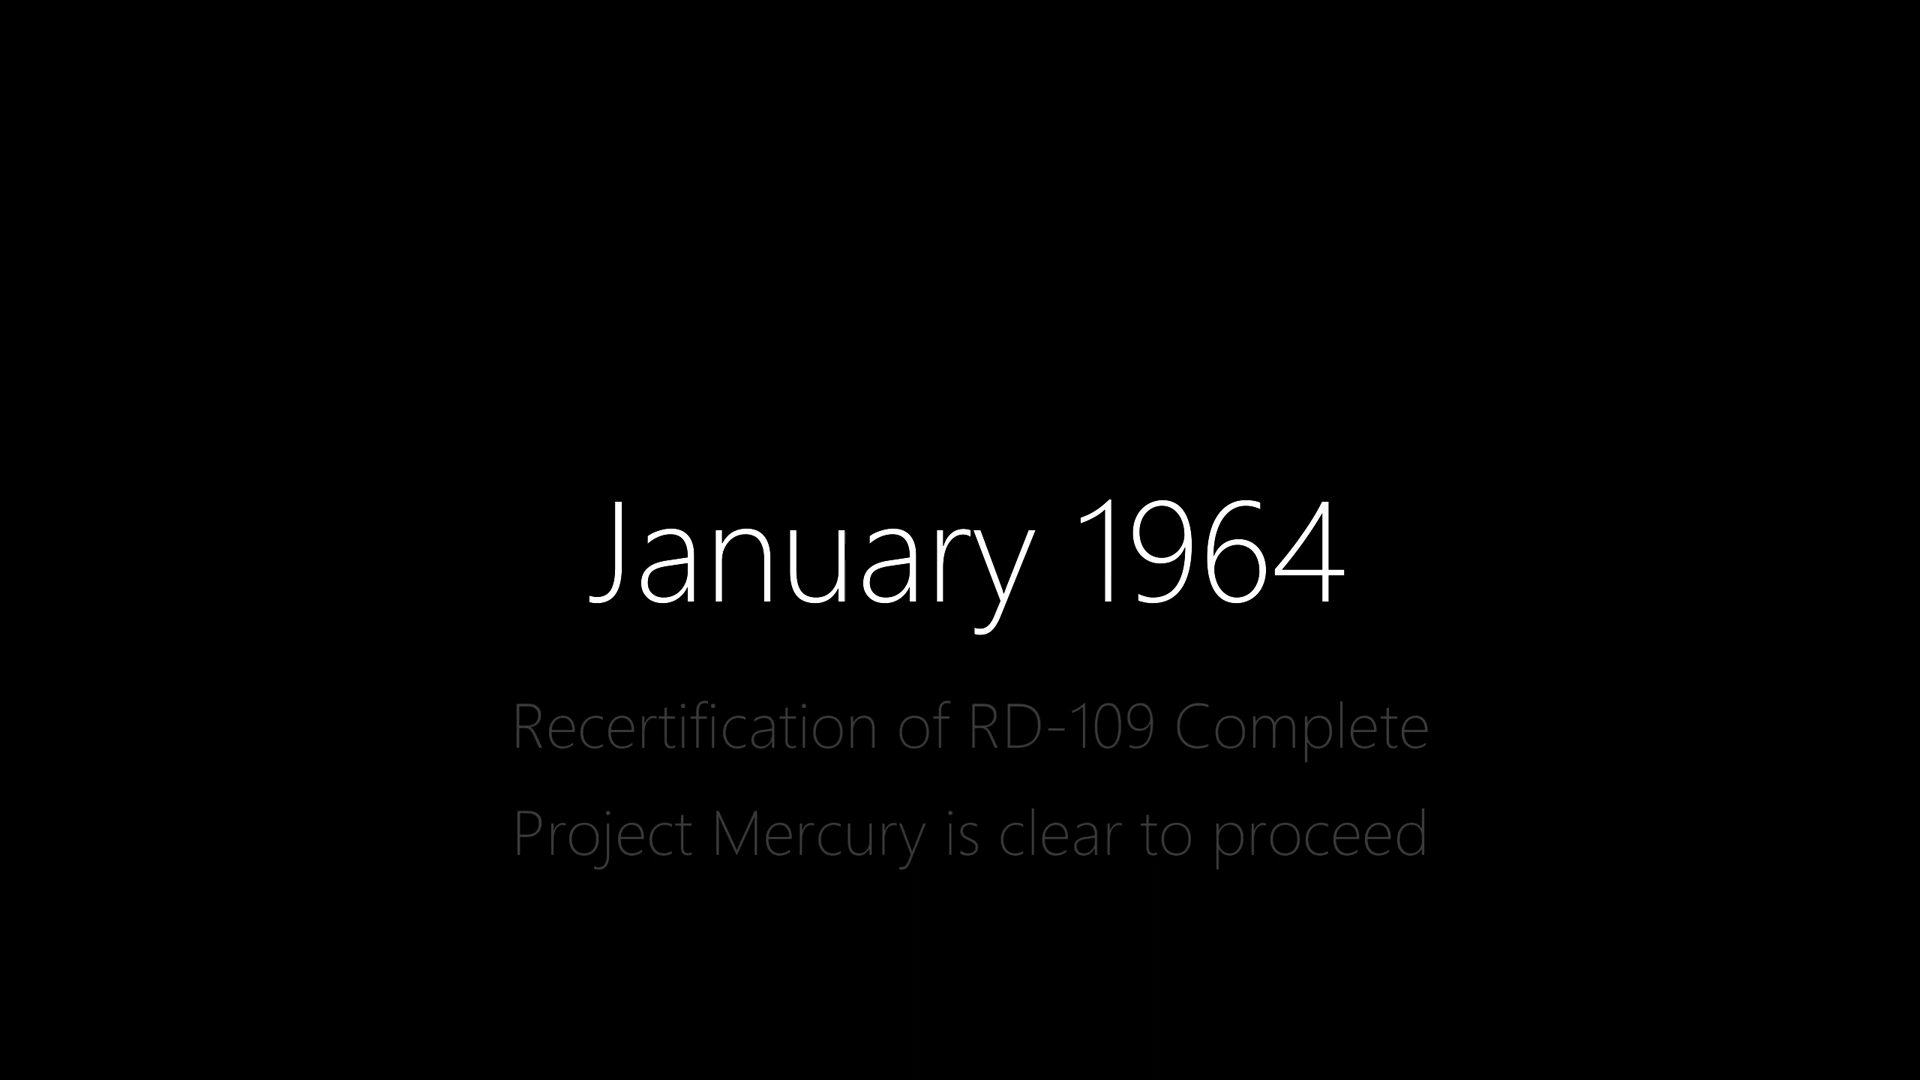 January 1964
Recertification of RD-109 Complete
Project Mercury is clear to proceed